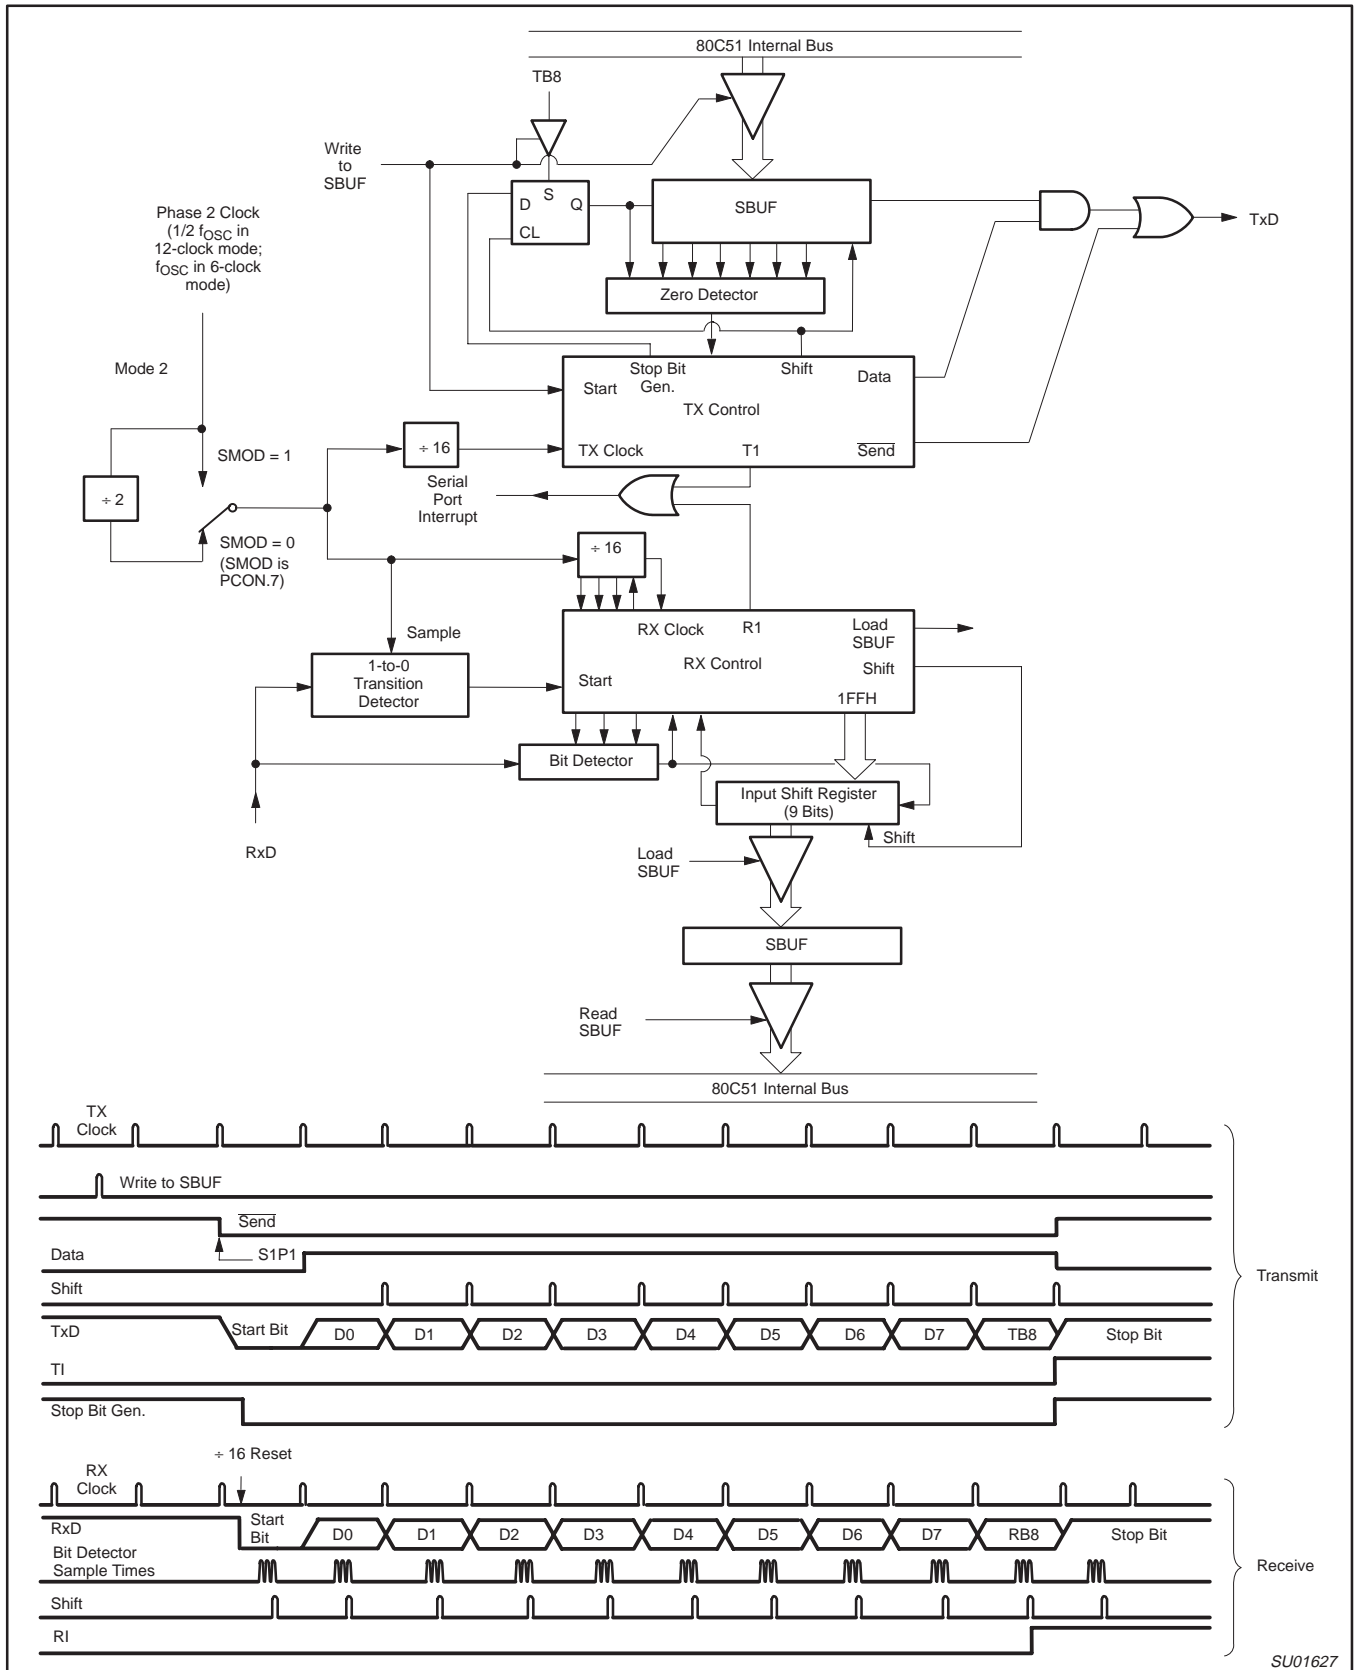 80C51 Internal Bus
TB8
Write
to
SBUF
D
S
Q
CL
SBUF
TxD
Phase 2 Clock
(1/2 fOSC in
12-clock mode;
fOSC in 6-clock
mode)
Zero Detector
Mode 2
Stop Bit
Gen.
Shift
Data
Start
TX Control
÷ 16
TX Clock
T1
Send
SMOD = 1
÷ 2
Serial
Port
Interrupt
SMOD = 0
(SMOD is
PCON.7)
÷ 16
Sample
RX Clock
R1
Load
SBUF
RX Control
Shift
1-to-0
Transition
Detector
Start
1FFH
Bit Detector
Input Shift Register
(9 Bits)
Shift
RxD
Load
SBUF
SBUF
Read
SBUF
80C51 Internal Bus
TX
Clock
Write to SBUF
Send
Data
S1P1
Shift
Transmit
TxD
Start Bit
D0
D1
D2
D3
D4
D5
D6
D7
TB8
Stop Bit
TI
Stop Bit Gen.
÷ 16 Reset
RX
Clock
RxD
Start
Bit
D0
D1
D2
D3
D4
D5
D6
D7
RB8
Stop Bit
Bit Detector
Sample Times
Receive
Shift
RI
SU01627